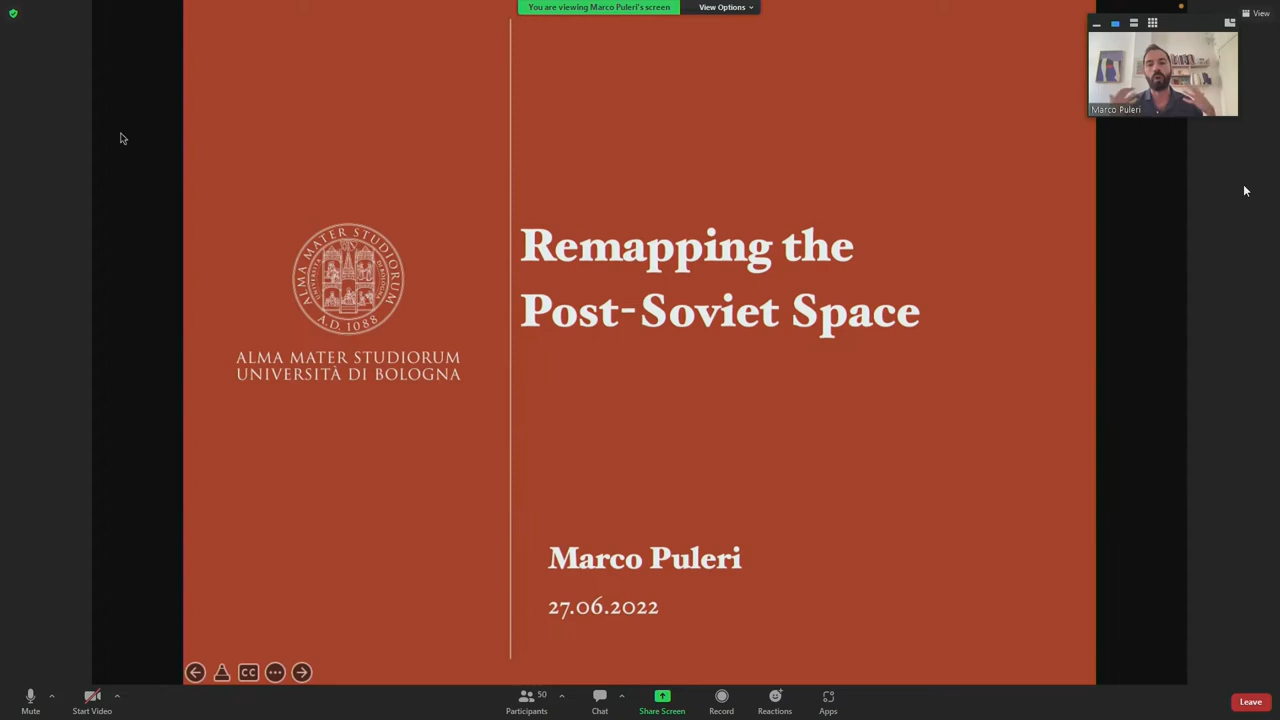 You are viewing Marco Puleri's screen
View Options
View
Marco Puleri
ALMA MATER STUDIORUM
A.D. 1088
ALMA MATER STUDIORUM
UNIVERSITÀ DI BOLOGNA
Remapping the
Post-Soviet Space
Marco Puleri
27.06.2022
CC
Mute
Start Video
50
Participants
Chat
Share Screen
Record
Reactions
Apps
Leave